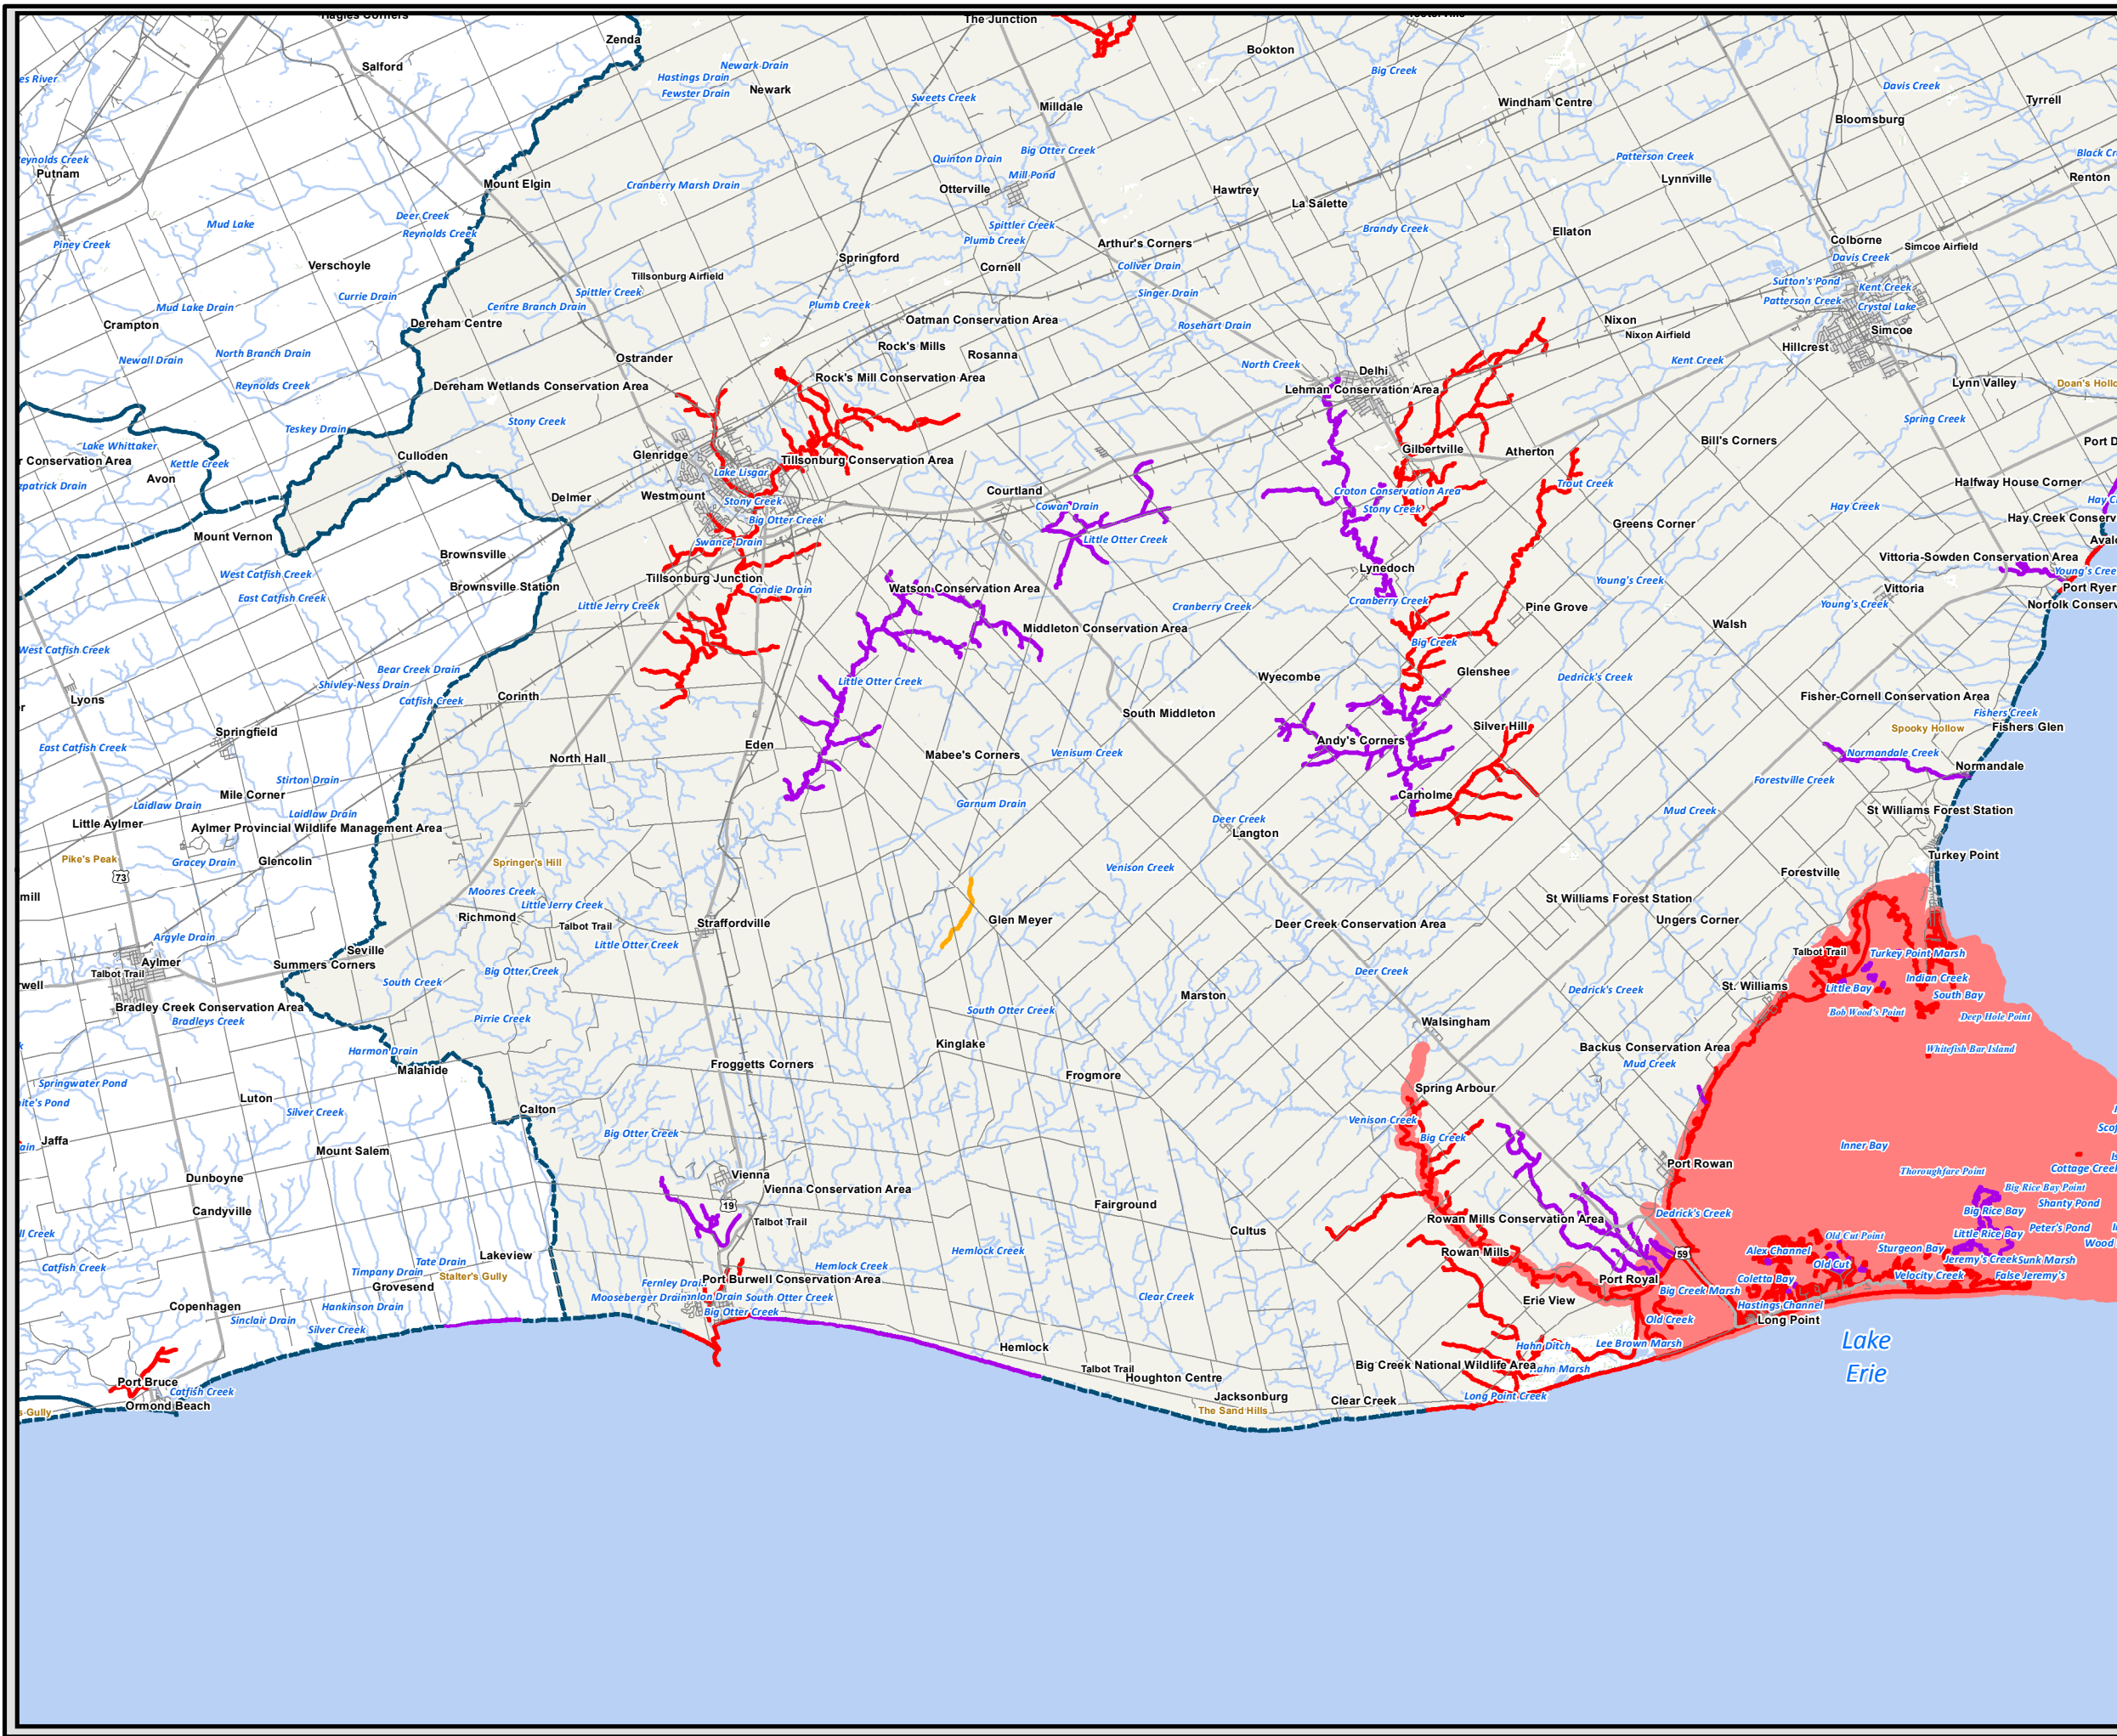 Zenda
The Junction
Bookton
Salford
Newark Drain
Hastings Drain
Newark
Fewster Drain
Sweets Creek
Milldale
Big Creek
Windham Centre
Davis Creek
Tyrrell
Bloomsburg
Putnam
Mount Elgin
Cranberry Marsh Drain
Quinton Drain
Big Otter Creek
Mill Pond
Otterville
Hawtrey
La Salette
Patterson Creek
Lynnville
Renton
Mud Lake
Deer Creek
Reynolds Creek
Piney Creek
Spittler Creek
Plumb Creek
Arthur's Corners
Brandy Creek
Ellaton
Colborne
Simcoe Airfield
Davis Creek
Verschoyle
Tillsonburg Airfield
Springford
Cornell
Collver Drain
Singer Drain
Currie Drain
Spittler Creek
Centre Branch Drain
Mud Lake Drain
Plumb Creek
Sutton's Pond
Kent Creek
Patterson Creek
Crystal Lake
Crampton
Dereham Centre
Oatman Conservation Area
Rosehart Drain
Nixon
Nixon Airfield
Simcoe
Hillcrest
Newall Drain
North Branch Drain
Ostrander
Rock's Mills
Rosanna
North Creek
Kent Creek
Reynolds Creek
Dereham Wetlands Conservation Area
Rock's Mill Conservation Area
Delhi
Lehman Conservation Area
Lynn Valley
Teskey Drain
Stony Creek
Spring Creek
Lake Whittaker
Kettle Creek
Culloden
Glenridge
Tillsonburg Conservation Area
Lake Lisgar
Gilbertville
Atherton
Bill's Corners
Avon
Delmer
Westmount
Stony Creek
Big Otter Creek
Courtland
Cowan Drain
Croton Conservation Area
Stony Creek
Trout Creek
Halfway House Corner
Hay Creek
Greens Corner
Mount Vernon
Brownsville
Swance Drain
Little Otter Creek
Vittoria-Sowden Conservation Area
West Catfish Creek
East Catfish Creek
Brownsville Station
Tillsonburg Junction
Condie Drain
Watson Conservation Area
Lynedoch
Young's Creek
Vittoria
Little Jerry Creek
Cranberry Creek
Cranberry Creek
Pine Grove
Young's Creek
Middleton Conservation Area
Walsh
West Catfish Creek
Big Creek
Bear Creek Drain
Shivley-Ness Drain
Catfish Creek
Corinth
Little Otter Creek
Wyecombe
Glenshee
Dedrick's Creek
Lyons
Fisher-Cornell Conservation Area
Fishers Creek
Fishers Glen
Spooky Hollow
South Middleton
Silver Hill
Springfield
East Catfish Creek
Eden
Andy's Corners
North Hall
Mabee's Corners
Venisum Creek
Normandale Creek
Normandale
Stirton Drain
Mile Corner
Forestville Creek
Laidlaw Drain
Laidlaw Drain
Garnum Drain
Carholme
Mud Creek
St Williams Forest Station
Little Aylmer
Aylmer Provincial Wildlife Management Area
Deer Creek
Langton
Pike's Peak
Gracey Drain
Glencolin
Springer's Hill
Venison Creek
Turkey Point
73
Forestville
Moores Creek
Little Jerry Creek
Richmond
Talbot Trail
Straffordville
Glen Meyer
Deer Creek Conservation Area
St Williams Forest Station
Ungers Corner
Argyle Drain
Seville
Little Otter Creek
Talbot Trail
Turkey Point Marsh
Aylmer
Talbot Trail
Summers Corners
South Creek
Big Otter Creek
Deer Creek
Indian Creek
Dedrick's Creek
St. Williams
Little Bay
South Bay
Marston
Bradley Creek Conservation Area
Bradleys Creek
Pirrie Creek
South Otter Creek
Bob Wood's Point
Deep Hole Point
Walsingham
Harmon Drain
Kinglake
Backus Conservation Area
Whitefish Bar Island
Malahide
Froggetts Corners
Frogmore
Mud Creek
Springwater Pond
Spring Arbour
Luton
Silver Creek
Calton
Venison Creek
Big Creek
Jaffa
Big Otter Creek
Mount Salem
Inner Bay
Port Rowan
Thoroughfare Point
Cottage Creek
Dunboyne
Vienna
Vienna Conservation Area
Big Rice Bay Point
Shanty Pond
19
Candyville
Talbot Trail
Fairground
Cultus
Rowan Mills Conservation Area
Dedrick's Creek
Big Rice Bay
Little Rice Bay
Peter's Pond
Lakeview
Hemlock Creek
Rowan Mills
59
Alex Channel
Old Cut Point
Sturgeon Bay
Catfish Creek
Tate Drain
Timpany Drain
Stalter's Gully
Hemlock Creek
Old Cut
Jeremy's Creek
Sunk Marsh
Grovesend
Fernley Drain
Port Burwell Conservation Area
Port Royal
Coletta Bay
Velocity Creek
False Jeremy's
Mooseberger Drain
South Otter Creek
Clear Creek
Erie View
Big Creek Marsh
Copenhagen
Hankinson Drain
Big Otter Creek
Hastings Channel
Sinclair Drain
Silver Creek
Old Creek
Long Point
Hemlock
Hahn Ditch
Lee Brown Marsh
Lake
Erie
Talbot Trail
Houghton Centre
Big Creek National Wildlife Area
Hahn Marsh
Port Bruce
Catfish Creek
Ormond Beach
Jacksonburg
The Sand Hills
Clear Creek
Long Point Creek